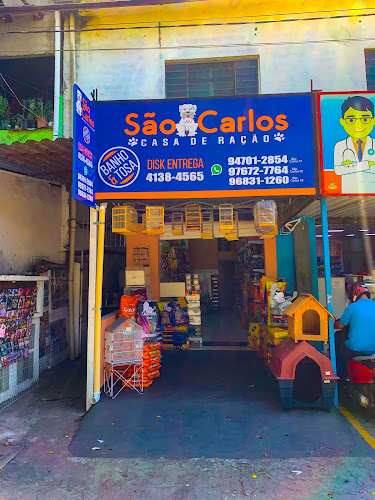 São Carlos
CASA DE RAÇÃO
BANHO
& TOSA
DISK ENTREGA
4138-4565
94701-2854
97672-7764
96831-1260